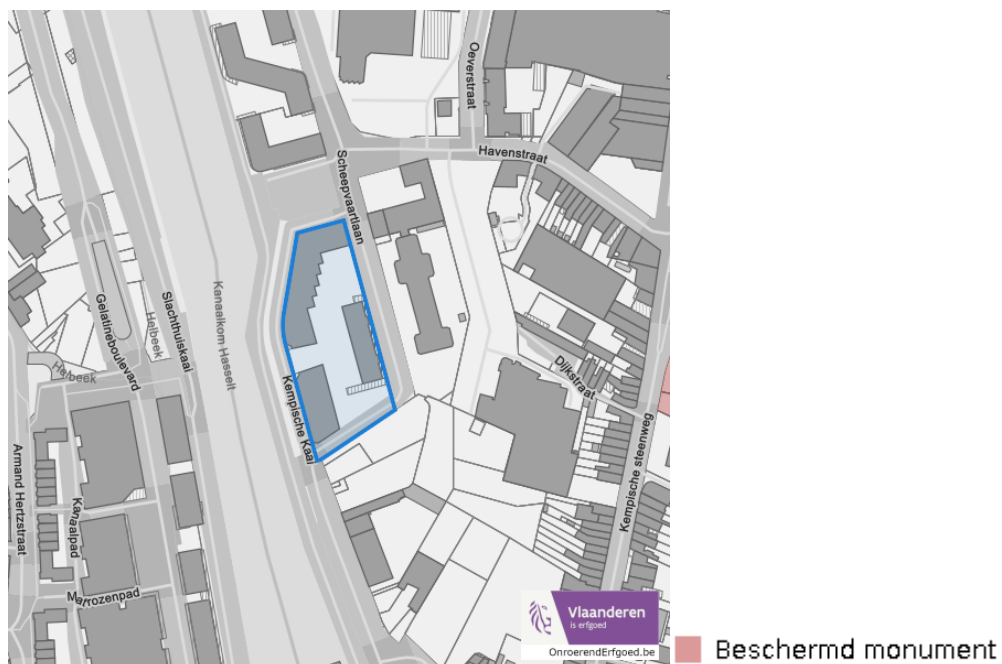 Oeverstraat
Havenstraat
Scheepvaartlaan
Kanaalkom Hasselt
Slachthuiskaai
Helbeek
Gelatineboulevard
Helbeek
Dijkstraat
Kempische Kaai
Kempische steenweg
Armand Hertzstraat
Kanaalpad
Matrozenpad
Vlaanderen
is erfgoed
OnroerendErfgoed.be
Beschermd monument